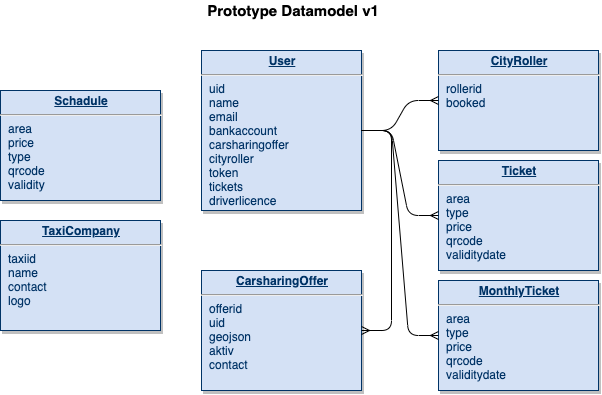 Prototype Datamodel v1
Schadule
area
price
type
qrcode
validity
TaxiCompany
taxiid
name
contact
logo
User
uid
name
email
bankaccount
carsharingoffer
cityroller
token
tickets
driverlicence
CarsharingOffer
offerid
uid
geojson
aktiv
contact
CityRoller
rollerid
booked
Ticket
area
type
price
qrcode
validitydate
MonthlyTicket
area
type
price
qrcode
validitydate